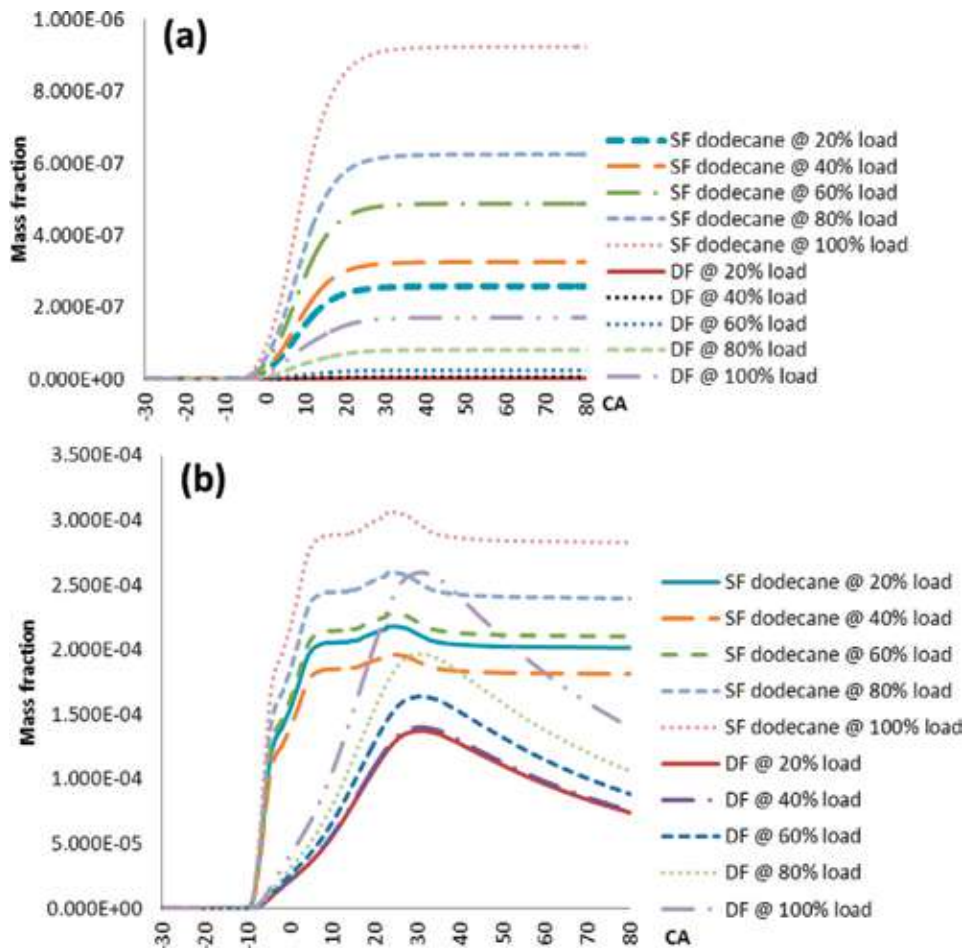 (a)
Mass fraction
1.000E-06
8.000E-07
6.000E-07
4.000E-07
2.000E-07
0.000E+00
-30
-20
-10
0
10
20
30
40
50
60
70
80
CA
SF dodecane @ 20% load
SF dodecane @ 40% load
SF dodecane @ 60% load
SF dodecane @ 80% load
SF dodecane @ 100% load
DF @ 20% load
DF @ 40% load
DF @ 60% load
DF @ 80% load
DF @ 100% load
(b)
Mass fraction
3.500E-04
3.000E-04
2.500E-04
2.000E-04
1.500E-04
1.000E-04
5.000E-05
0.000E+00
-30
-20
-10
0
10
20
30
40
50
60
70
80
CA
SF dodecane @ 20% load
SF dodecane @ 40% load
SF dodecane @ 60% load
SF dodecane @ 80% load
SF dodecane @ 100% load
DF @ 20% load
DF @ 40% load
DF @ 60% load
DF @ 80% load
DF @ 100% load